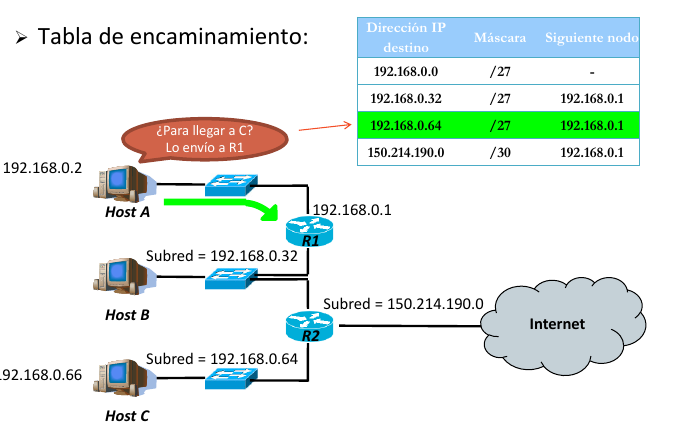 ➢ Tabla de encaminamiento:
Dirección IP destino Máscara Siguiente nodo
192.168.0.0 /27 -
192.168.0.32 /27 192.168.0.1
192.168.0.64 /27 192.168.0.1
150.214.190.0 /30 192.168.0.1
¿Para llegar a C?
Lo envío a R1
192.168.0.2
Host A
192.168.0.1
R1
Subred = 192.168.0.32
Host B
Subred = 150.214.190.0
Internet
R2
Subred = 192.168.0.64
192.168.0.66
Host C